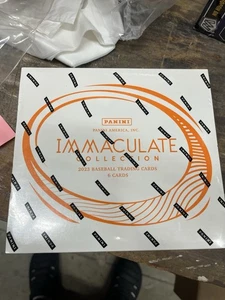 PANINI
PANINI AMERICA, INC.
IMMACULATE
COLLECTION
2023 BASEBALL TRADING CARDS
6 CARDS